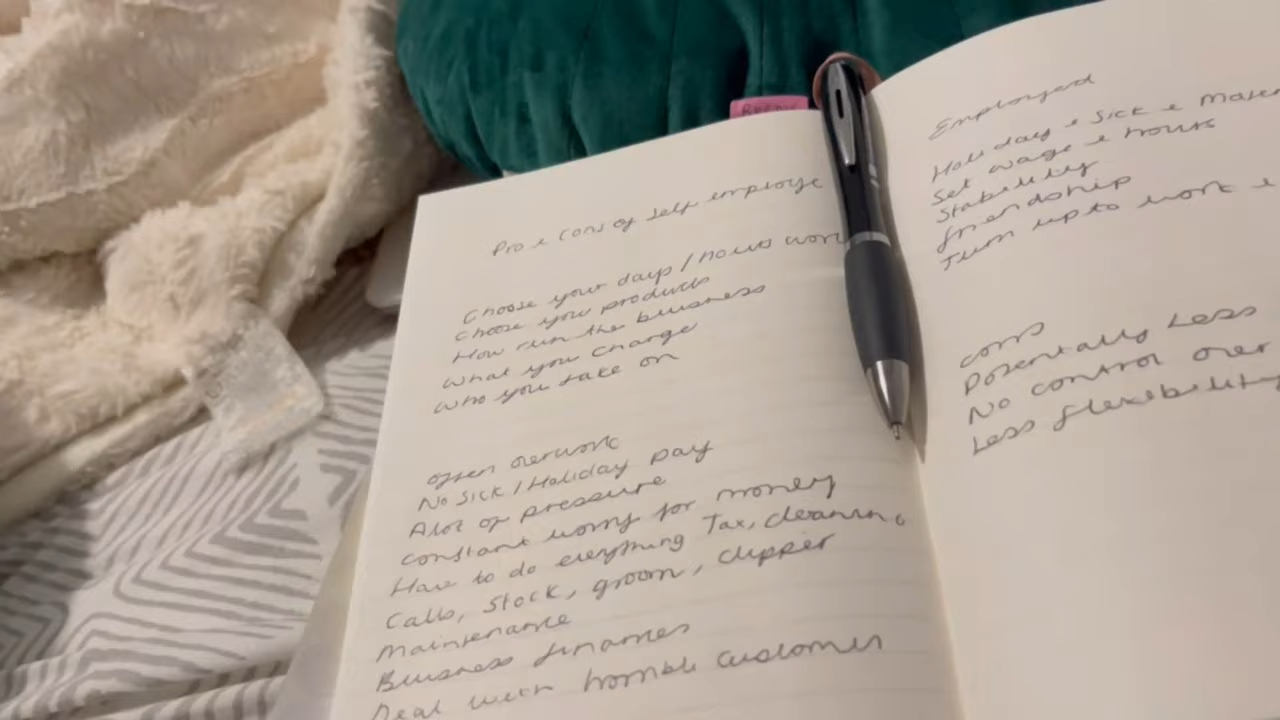 Pro & cons of self employe
Choose your days / hours wor
Choose you products
How run the business
What you charge
Who you take on
often overwork
No Sick / Holiday pay
Alot of pressure
constant worry for money
Have to do everything Tax, cleaning
Calls, stock, groom, clipper
maintenance
Business finances
Deal with horrible customer
Employed
Holiday & Sick & mater
Set wage & hours
Stability
friendship
Turn up to work &
cons
Potentially Less
No control over
Less flexibility